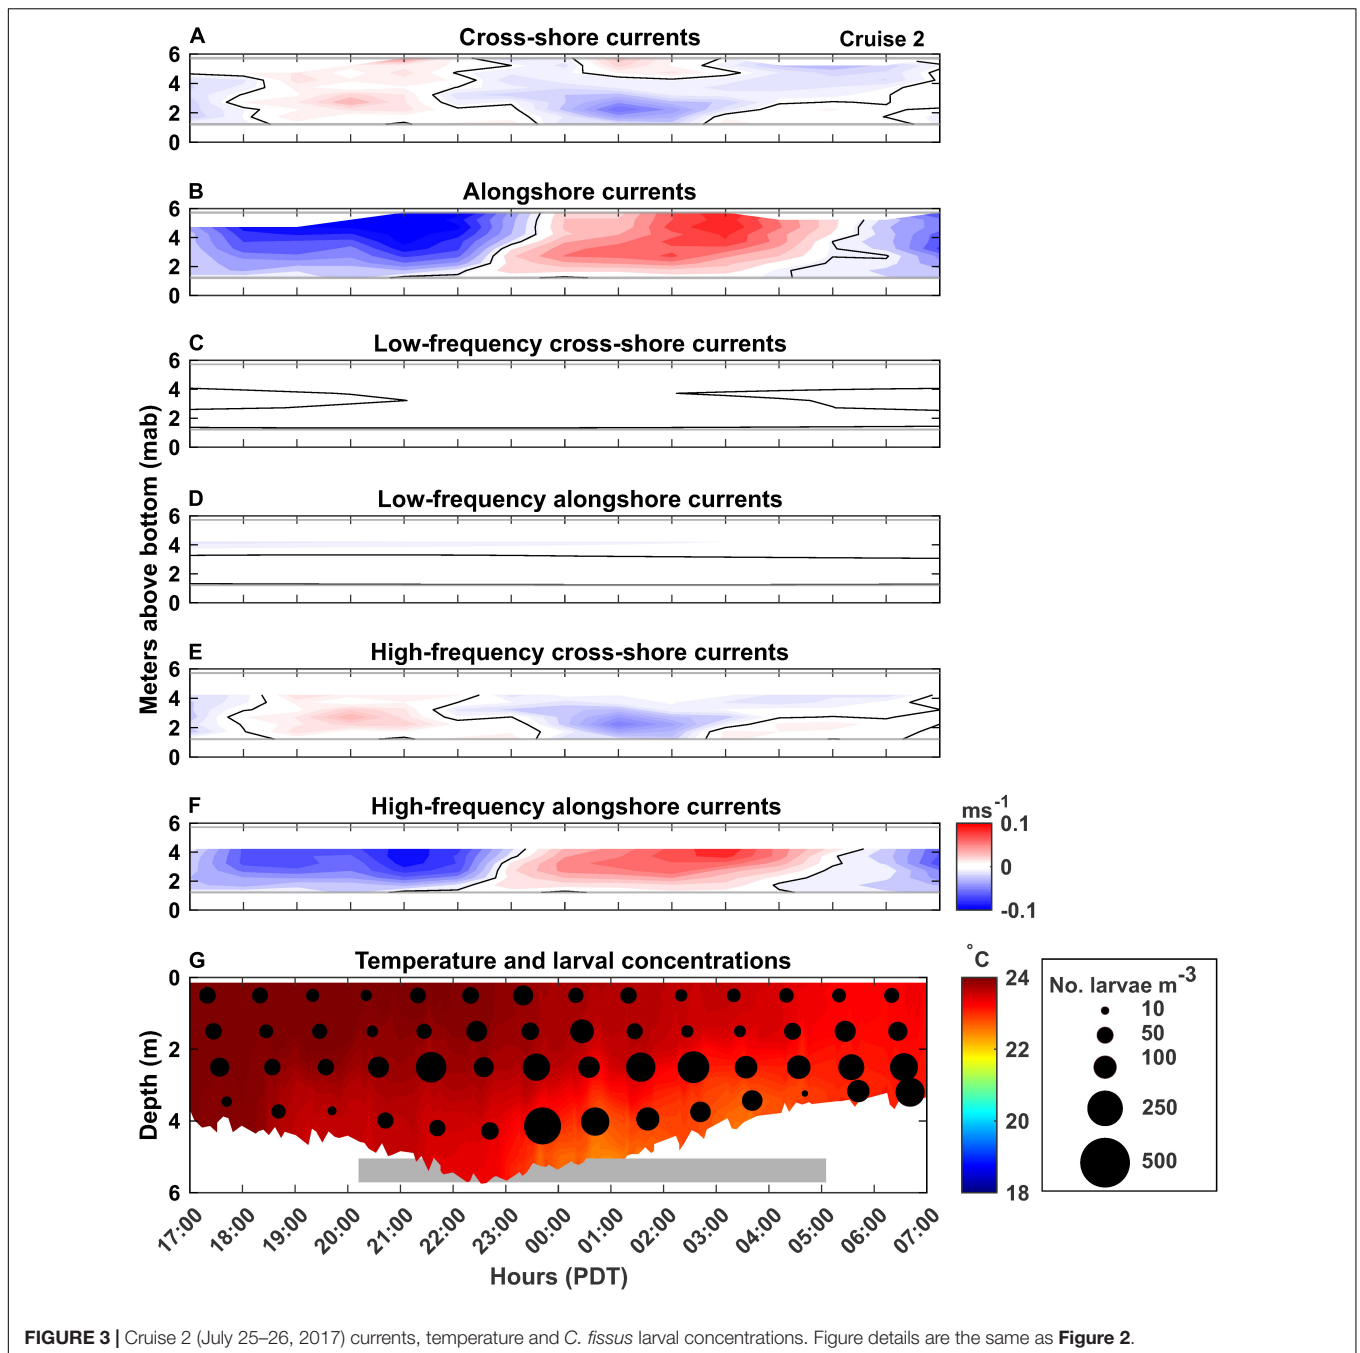 A Cross-shore currents Cruise 2
6
4
2
0
B Alongshore currents
6
4
2
0
C Low-frequency cross-shore currents
6
4
2
0
D Low-frequency alongshore currents
6
4
2
0
E High-frequency cross-shore currents
6
4
2
0
Meters above bottom (mab)
F High-frequency alongshore currents
6
4
2
0
ms-1
0.1
0
-0.1
G Temperature and larval concentrations
0
2
4
6
Depth (m)
17:00 18:00 19:00 20:00 21:00 22:00 23:00 00:00 01:00 02:00 03:00 04:00 05:00 06:00 07:00
Hours (PDT)
°C
24
22
20
18
No. larvae m-3
10
50
100
250
500
FIGURE 3 | Cruise 2 (July 25–26, 2017) currents, temperature and C. fissus larval concentrations. Figure details are the same as Figure 2.